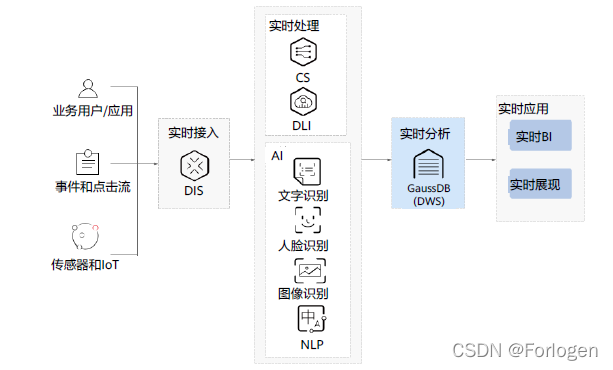 业务用户/应用
事件和点击流
传感器和IoT
实时接入
DIS
实时处理
CS
DLI
AI
文字识别
人脸识别
图像识别
中A
NLP
实时分析
GaussDB
(DWS)
实时应用
实时BI
实时展现
CSDN @Forlogen